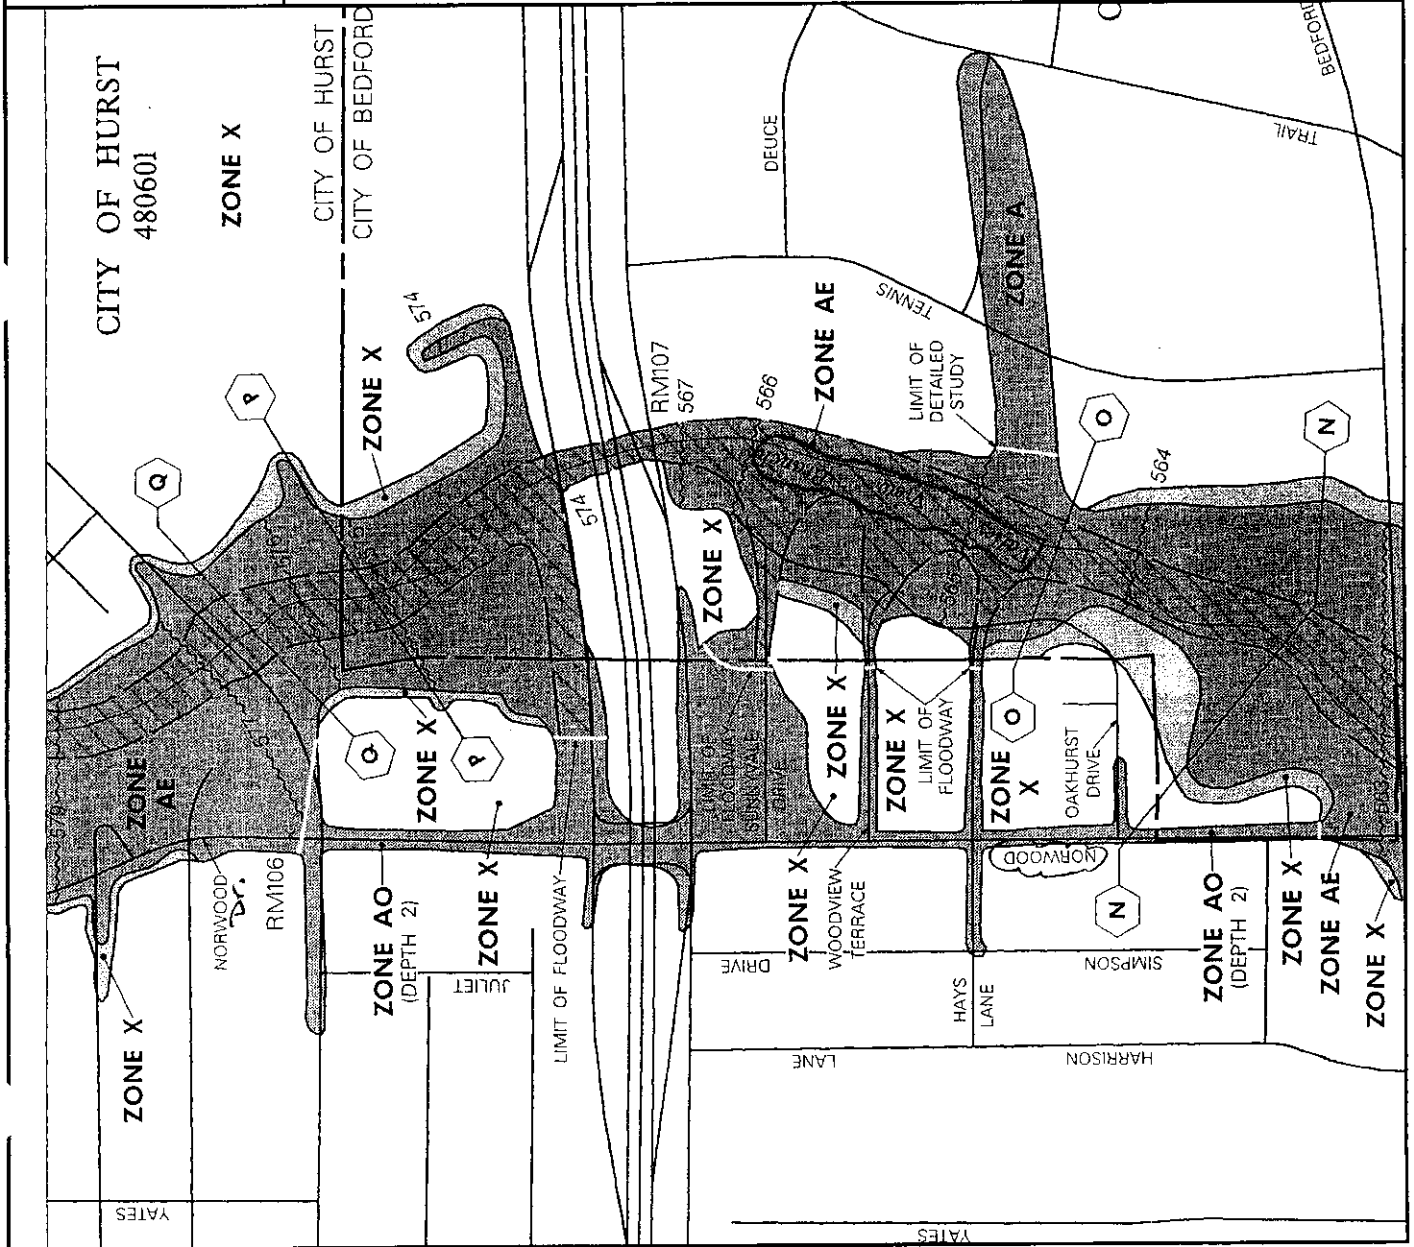 CITY OF HURST
480601
ZONE X
CITY OF HURST
CITY OF BEDFORD
DEUCE
TRAIL
BEDFORD
O
574
ZONE X
P
Q
RM107
567
566
ZONE AE
TENNIS
ZONE A
LIMIT OF
DETAILED
STUDY
O
N
564
574
ZONE X
576
ZONE
AE
Q
ZONE X
P
LIMIT OF
FLOODWAY
DRIVE
ZONE X
ZONE X
LIMIT OF
FLOODWAY
ZONE
X
O
OAKHURST
DRIVE
NORWOOD
Dr.
RM106
ZONE AO
(DEPTH 2)
ZONE X
LIMIT OF FLOODWAY
ZONE X
WOODVIEW
TERRACE
NORWOOD
N
ZONE AO
(DEPTH 2)
ZONE X
ZONE AE
ZONE X
ZONE X
JULIET
DRIVE
SIMPSON
HAYS
LANE
LANE
HARRISON
YATES
YATES